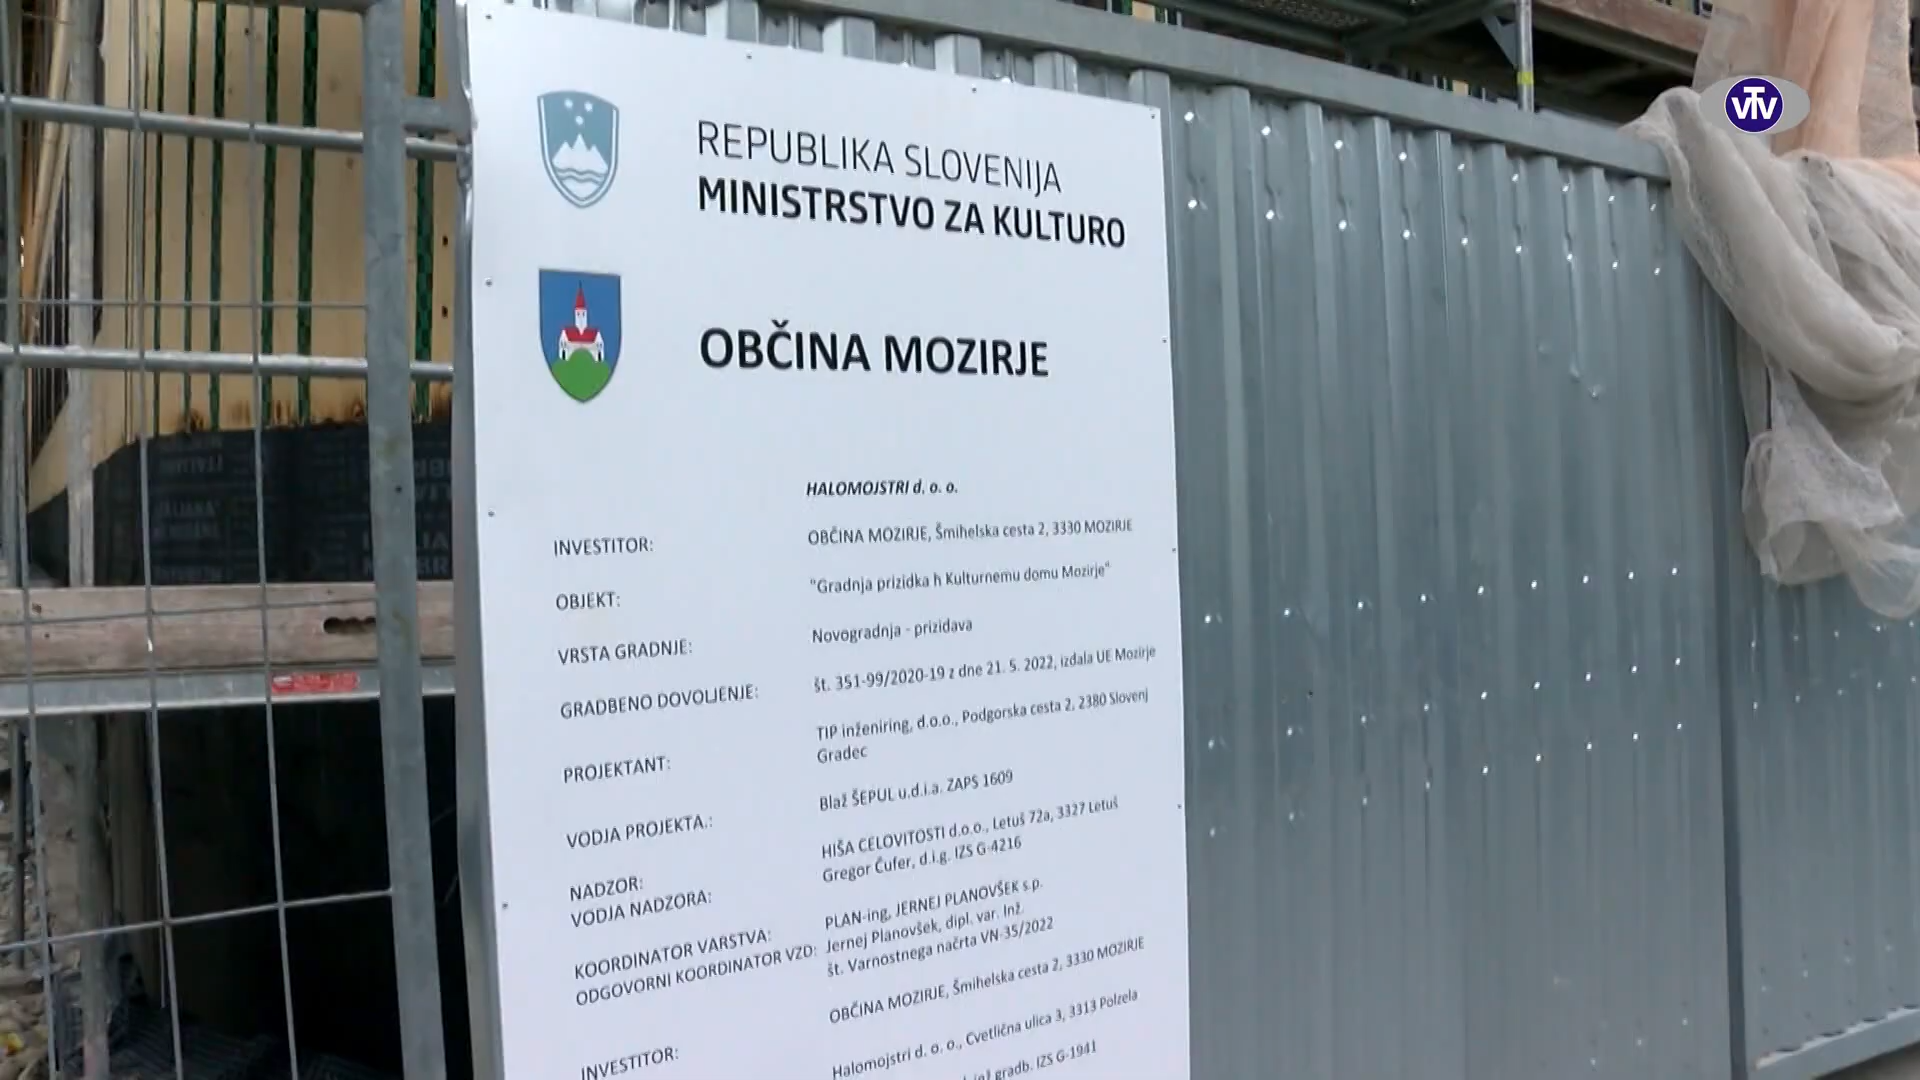 VTV
REPUBLIKA SLOVENIJA
MINISTRSTVO ZA KULTURO
OBČINA MOZIRJE
HALOMOJSTRI d. o. o.
INVESTITOR: OBČINA MOZIRJE, Šmihelska cesta 2, 3330 MOZIRJE
OBJEKT: "Gradnja prizidka h Kulturnemu domu Mozirje"
VRSTA GRADNJE: Novogradnja - prizidava
GRADBENO DOVOLJENJE: št. 351-99/2020-19 z dne 21. 5. 2022, izdala UE Mozirje
PROJEKTANT: TIP inženiring, d.o.o., Podgorska cesta 2, 2380 Slovenj
Gradec
VODJA PROJEKTA.: Blaž ŠEPUL u.d.i.a. ZAPS 1609
NADZOR: HIŠA CELOVITOSTI d.o.o., Letuš 72a, 3327 Letuš
VODJA NADZORA: Gregor Čufer, d.i.g. IZS G-4216
KOORDINATOR VARSTVA: PLAN-ing, JERNEJ PLANOVŠEK s.p.
ODGOVORNI KOORDINATOR VZD: Jernej Planovšek, dipl. var. Inž.
št. Varnostnega načrta VN-35/2022
INVESTITOR: OBČINA MOZIRJE, Šmihelska cesta 2, 3330 MOZIRJE
Halomojstri d. o. o., Cvetlična ulica 3, 3313 Polzela
gradb. IZS G-1941